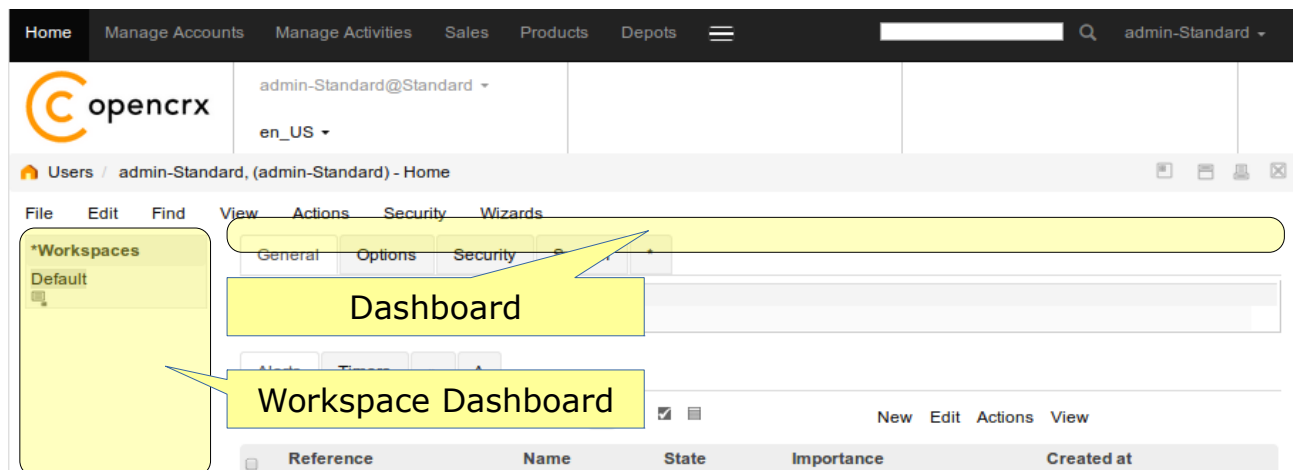 Home Manage Accounts Manage Activities Sales Products Depots admin-Standard
opencrx
admin-Standard@Standard
en_US
Users / admin-Standard, (admin-Standard) - Home
File Edit Find View Actions Security Wizards
*Workspaces
Default
General Options Security *
Dashboard
Alerts Timers
Workspace Dashboard
New Edit Actions View
Reference Name State Importance Created at